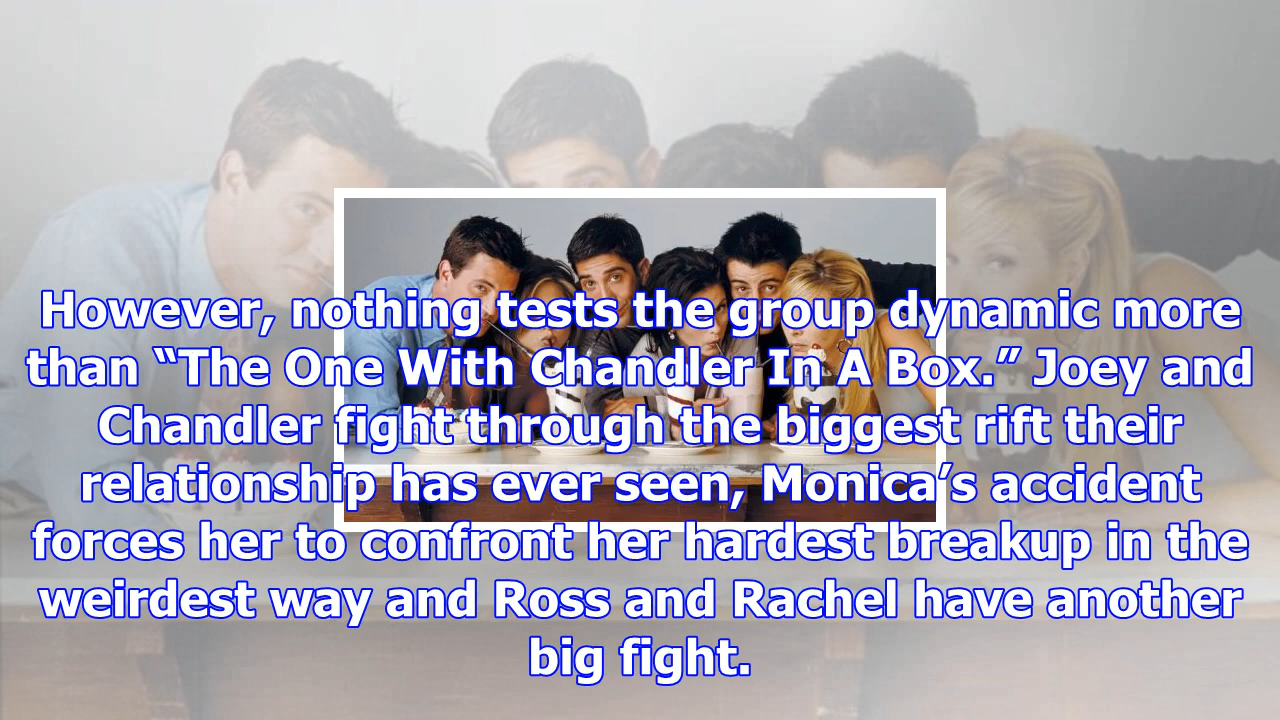 However, nothing tests the group dynamic more
than “The One With Chandler In A Box.” Joey and
Chandler fight through the biggest rift their
relationship has ever seen, Monica’s accident
forces her to confront her hardest breakup in the
weirdest way and Ross and Rachel have another
big fight.